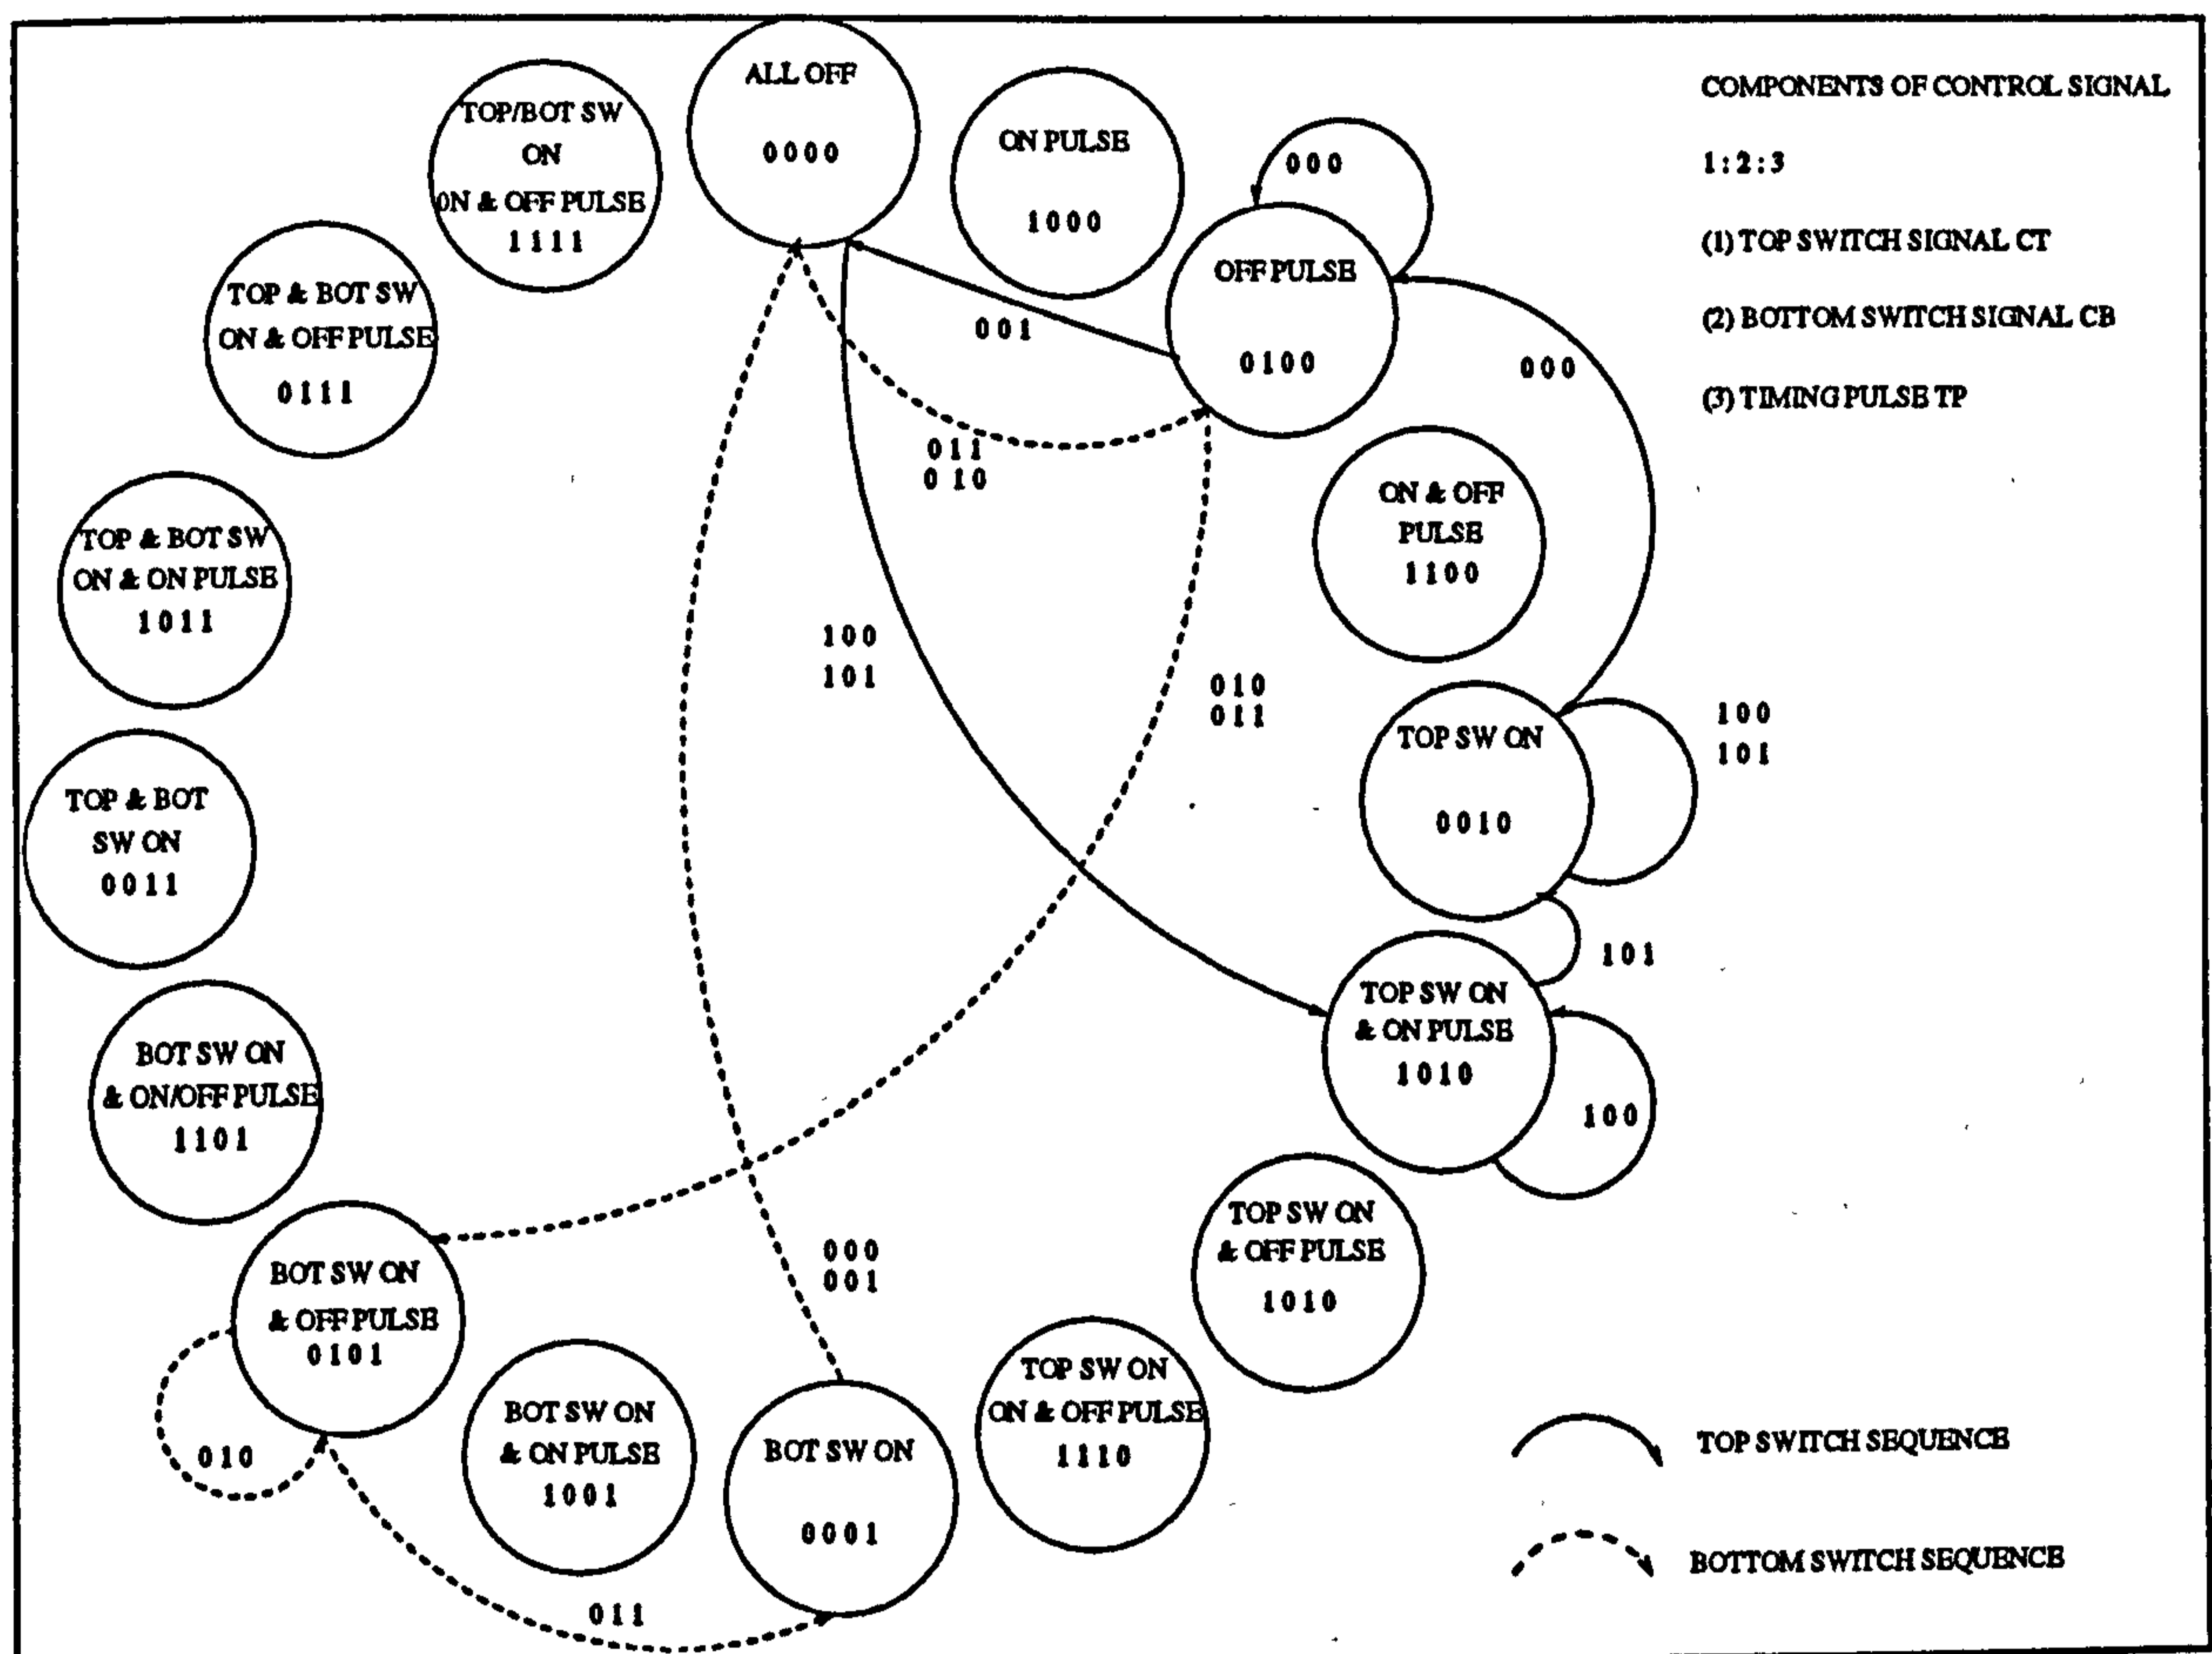 ALL OFF
0000
ON PULSE
1000
000
OFF PULSE
0100
001
000
011
010
ON & OFF
PULSE
1100
100
101
010
011
TOP SW ON
0010
100
101
101
TOP SW ON
& ON PULSE
1010
100
TOP SW ON
& OFF PULSE
1010
TOP SW ON
ON & OFF PULSE
1110
BOT SW ON
0001
000
001
BOT SW ON
& ON PULSE
1001
011
BOT SW ON
& OFF PULSE
0101
010
BOT SW ON
& ON/OFF PULSE
1101
TOP & BOT
SW ON
0011
TOP & BOT SW
ON & ON PULSE
1011
TOP & BOT SW
ON & OFF PULSE
0111
TOP/BOT SW
ON
ON & OFF PULSE
1111
COMPONENTS OF CONTROL SIGNAL
1:2:3
(1) TOP SWITCH SIGNAL CT
(2) BOTTOM SWITCH SIGNAL CB
(3) TIMING PULSE TP
TOP SWITCH SEQUENCE
BOTTOM SWITCH SEQUENCE